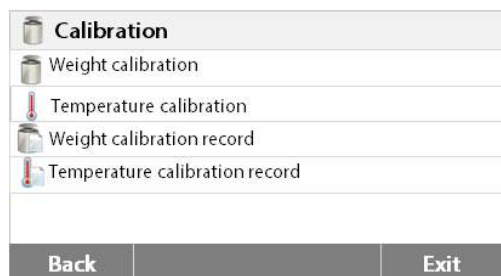 Calibration
Weight calibration
Temperature calibration
Weight calibration record
Temperature calibration record
Back Exit